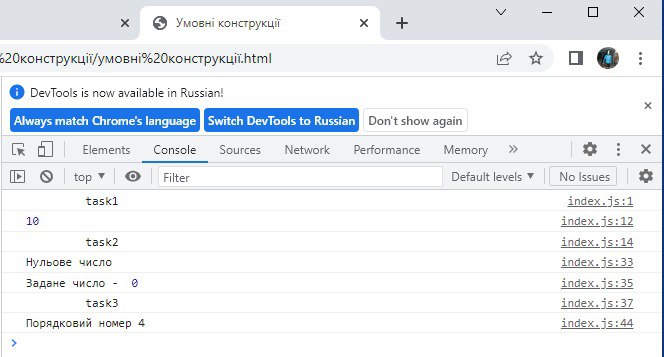 Умовні конструкції
%20конструкції/умовні%20конструкції.html
DevTools is now available in Russian!
Always match Chrome's language
Switch DevTools to Russian
Don't show again
Elements Console Sources Network Performance Memory
top Filter Default levels No Issues
task1 index.js:1
10 index.js:12
task2 index.js:14
Нульове число index.js:33
Задане число - 0 index.js:35
task3 index.js:37
Порядковий номер 4 index.js:44